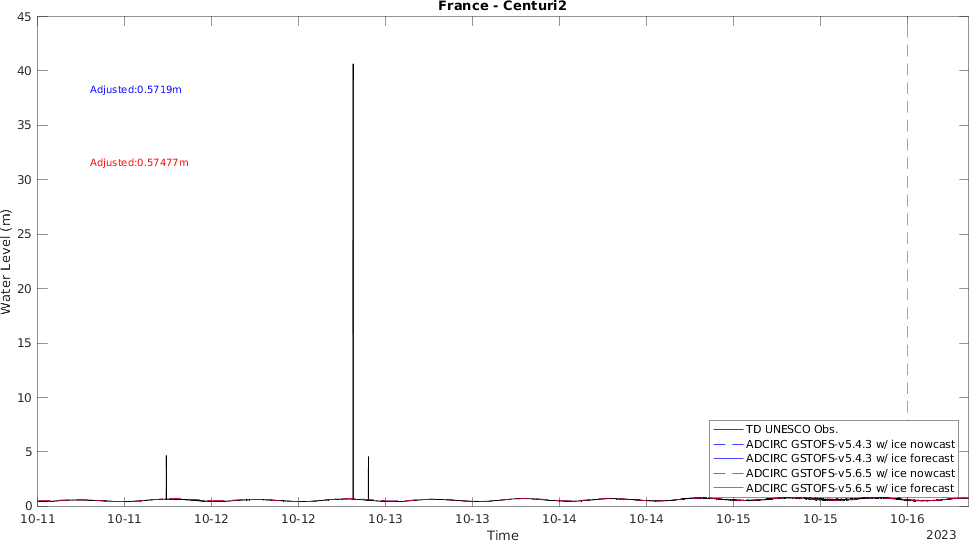 France - Centuri2
45
40
35
30
25
20
15
10
5
0
Water Level (m)
Adjusted:0.5719m
Adjusted:0.57477m
TD UNESCO Obs.
ADCIRC GSTOFS-v5.4.3 w/ ice nowcast
ADCIRC GSTOFS-v5.4.3 w/ ice forecast
ADCIRC GSTOFS-v5.6.5 w/ ice nowcast
ADCIRC GSTOFS-v5.6.5 w/ ice forecast
10-11 10-11 10-12 10-12 10-13 10-13 10-14 10-14 10-15 10-15 10-16
Time
2023